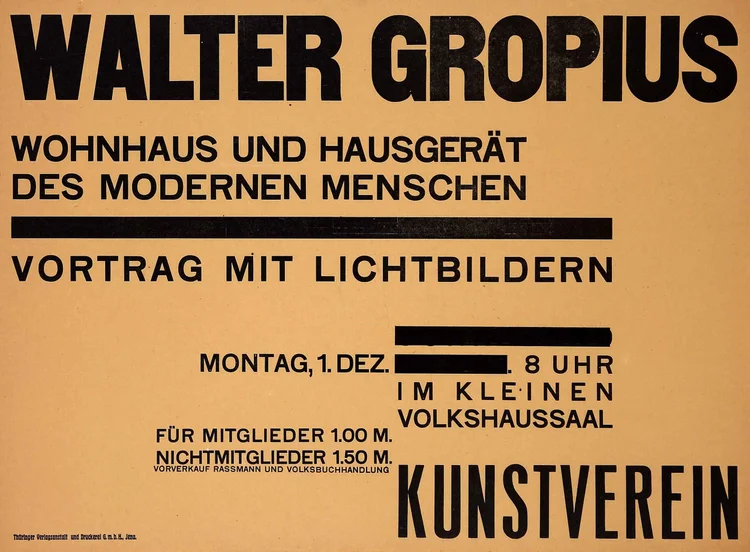 WALTER GROPIUS
WOHNHAUS UND HAUSGERÄT
DES MODERNEN MENSCHEN
VORTRAG MIT LICHTBILDERN
MONTAG, 1. DEZ. . 8 UHR
IM KLEINEN
VOLKSHAUSSAAL
FÜR MITGLIEDER 1.00 M.
NICHTMITGLIEDER 1.50 M.
VORVERKAUF RASSMANN UND VOLKSBUCHHANDLUNG
KUNSTVEREIN
Thüringer Verlagsanstalt und Druckerei G. m. b. H., Jena.